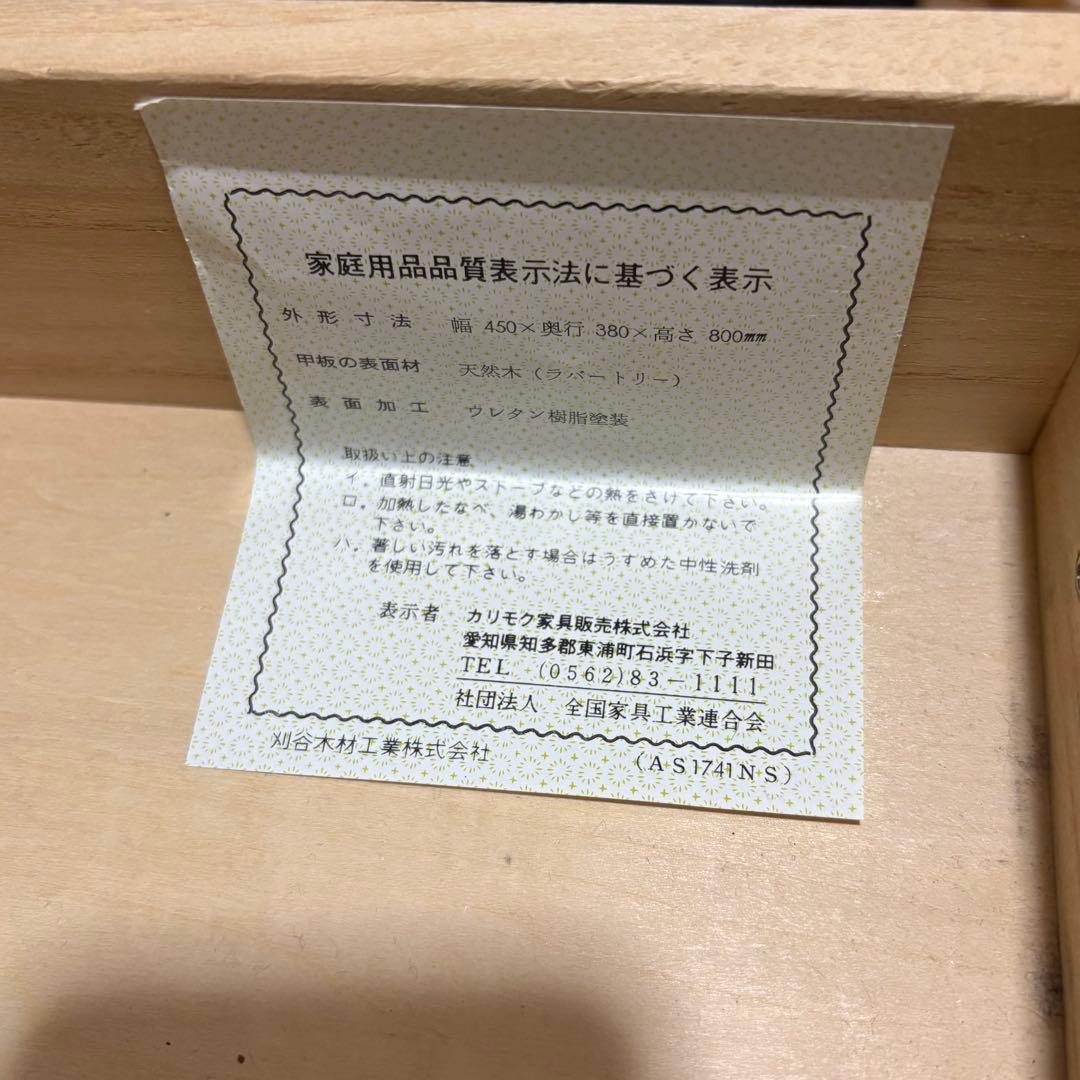 家庭用品品質表示法に基づく表示
外形寸法 幅 450×奥行 380×高さ 800mm
甲板の表面材 天然木(ラバートリー)
表面加工 ウレタン樹脂塗装
取扱い上の注意
イ. 直射日光やストーブなどの熱をさけて下さい。
ロ. 加熱したなべ、湯わかし等を直接置かないで
下さい。
ハ. 著しい汚れを落とす場合はうすめた中性洗剤
を使用して下さい。
表示者 カリモク家具販売株式会社
愛知県知多郡東浦町石浜字下子新田
TEL (0562)83-1111
社団法人 全国家具工業連合会
刈谷木材工業株式会社 (AS1741NS)